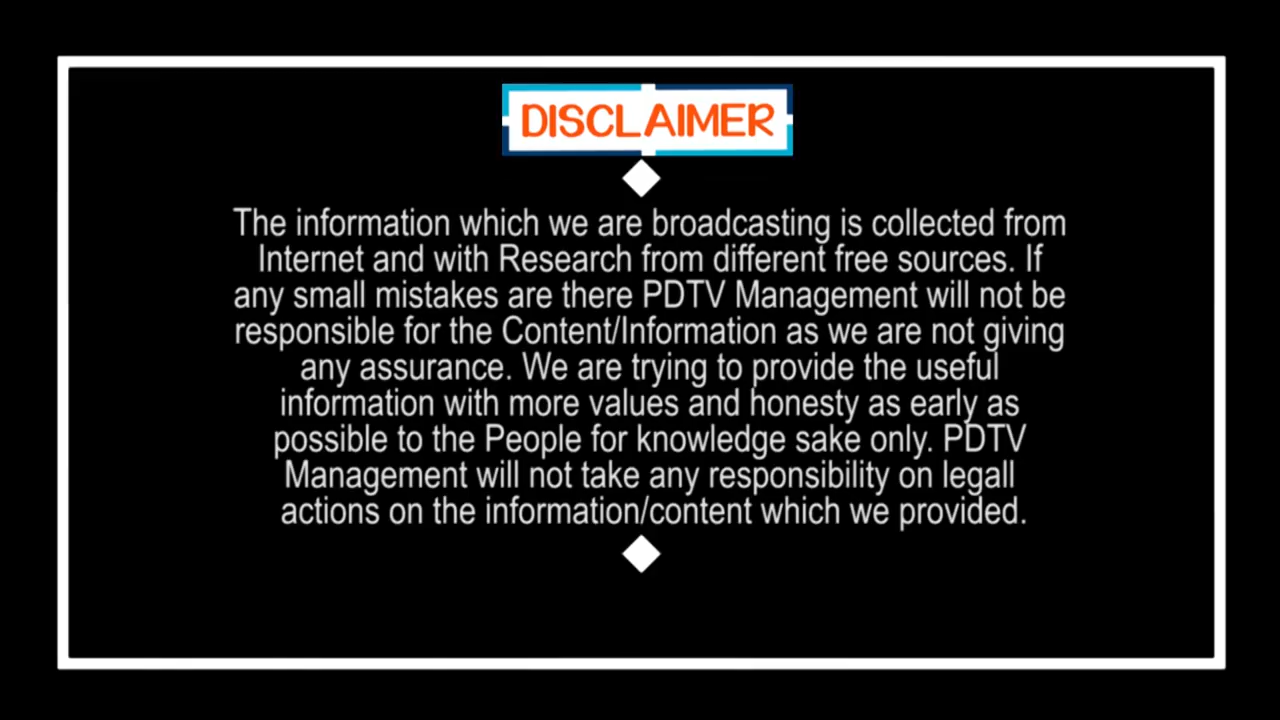 DISCLAIMER
The information which we are broadcasting is collected from
Internet and with Research from different free sources. If
any small mistakes are there PDTV Management will not be
responsible for the Content/Information as we are not giving
any assurance. We are trying to provide the useful
information with more values and honesty as early as
possible to the People for knowledge sake only. PDTV
Management will not take any responsibility on legall
actions on the information/content which we provided.